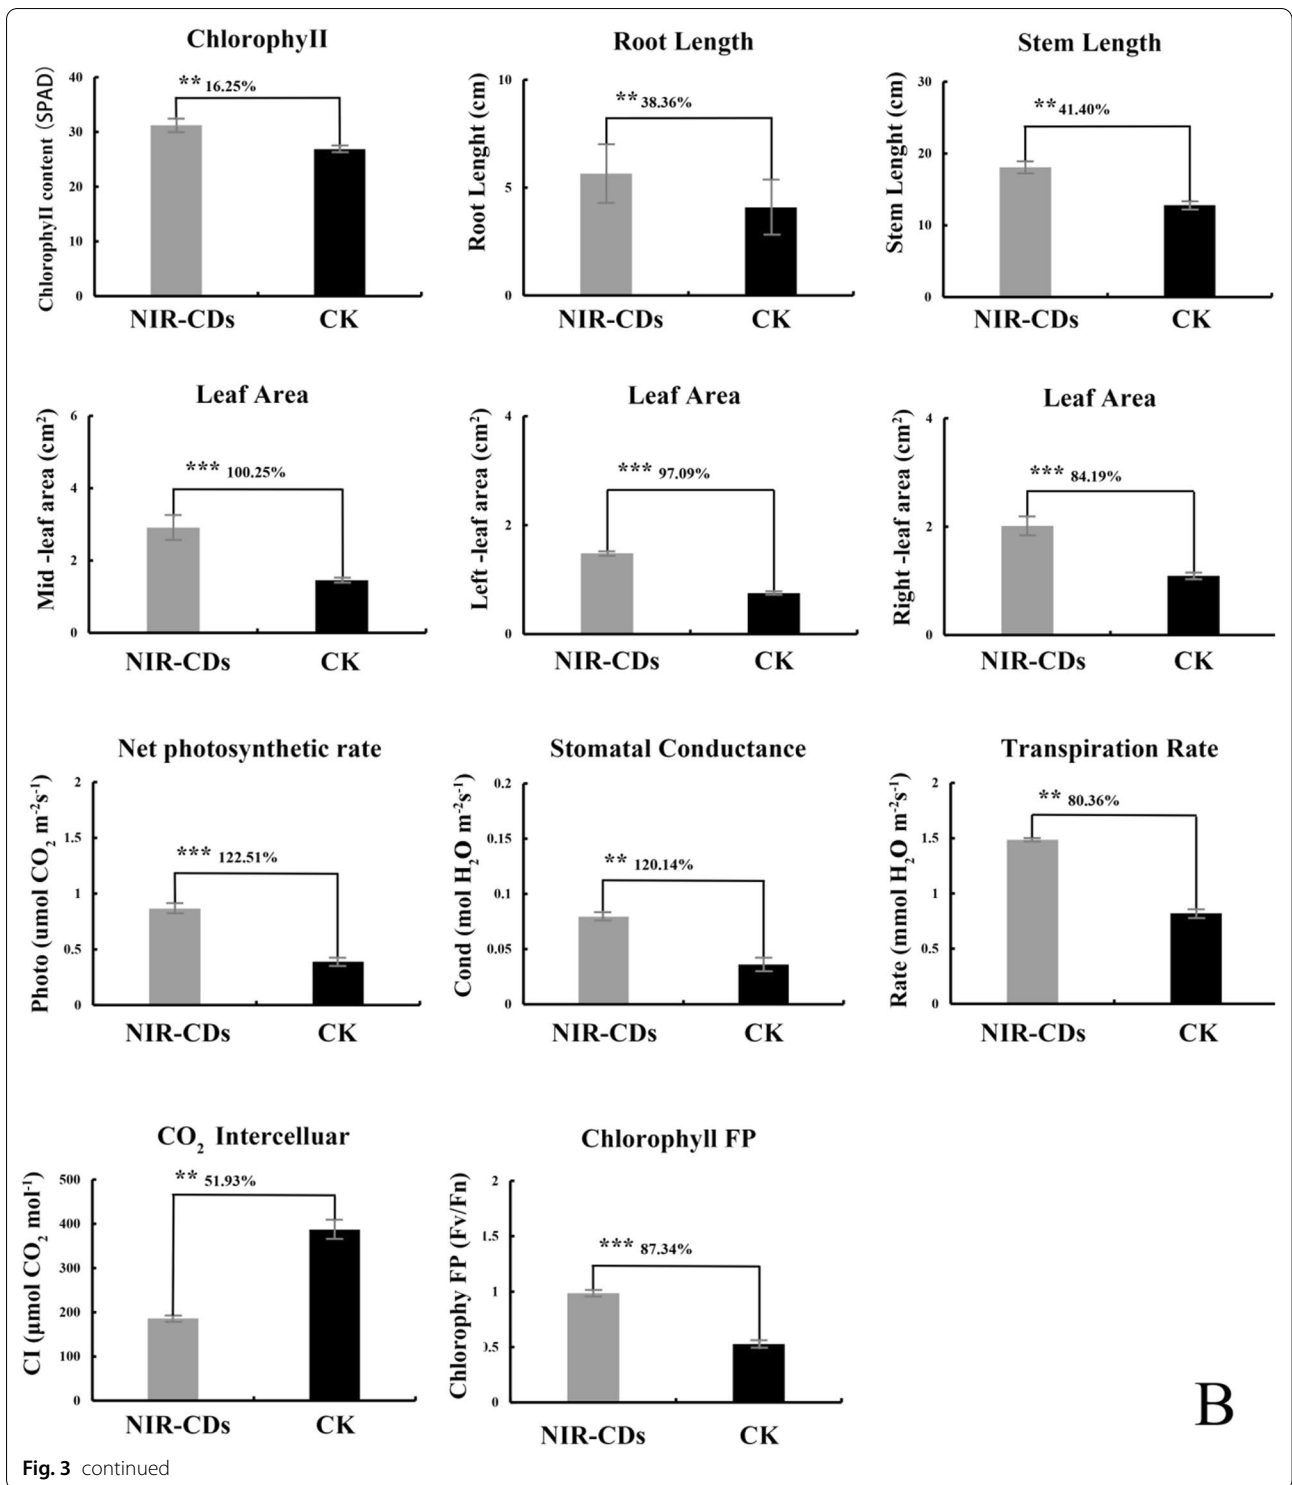 ChlorophyII
Chlorophyll content (SPAD)
40
30
20
10
0
** 16.25%
NIR-CDs CK
Root Length
Root Lenght (cm)
10
5
0
** 38.36%
NIR-CDs CK
Stem Length
Stem Lenght (cm)
30
20
10
0
** 41.40%
NIR-CDs CK
Leaf Area
Mid -leaf area (cm²)
6
4
2
0
*** 100.25%
NIR-CDs CK
Leaf Area
Left -leaf area (cm²)
4
2
0
*** 97.09%
NIR-CDs CK
Leaf Area
Right -leaf area (cm²)
4
2
0
*** 84.19%
NIR-CDs CK
Net photosynthetic rate
Photo (umol CO₂ m⁻²s⁻¹)
2
1.5
1
0.5
0
*** 122.51%
NIR-CDs CK
Stomatal Conductance
Cond (mol H₂O m⁻²s⁻¹)
0.2
0.15
0.1
0.05
0
** 120.14%
NIR-CDs CK
Transpiration Rate
Rate (mmol H₂O m⁻²s⁻¹)
2
1.5
1
0.5
0
** 80.36%
NIR-CDs CK
CO₂ Intercelluar
CI (μmol CO₂ mol⁻¹)
500
400
300
200
100
0
** 51.93%
NIR-CDs CK
Chlorophyll FP
Chlorophy FP (Fv/Fn)
2
1.5
1
0.5
0
*** 87.34%
NIR-CDs CK
B
Fig. 3 continued